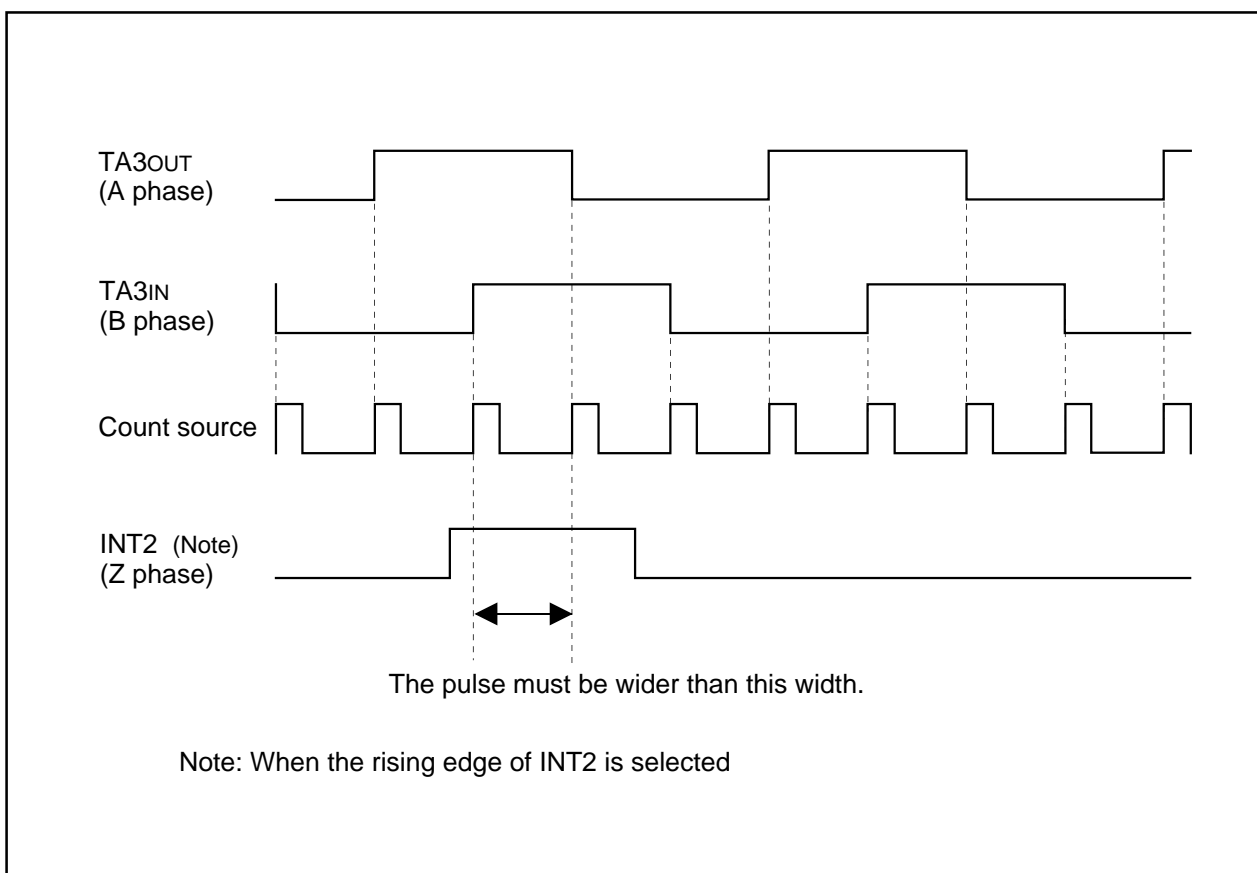 TA3OUT
(A phase)
TA3IN
(B phase)
Count source
INT2 (Note)
(Z phase)
The pulse must be wider than this width.
Note: When the rising edge of INT2 is selected